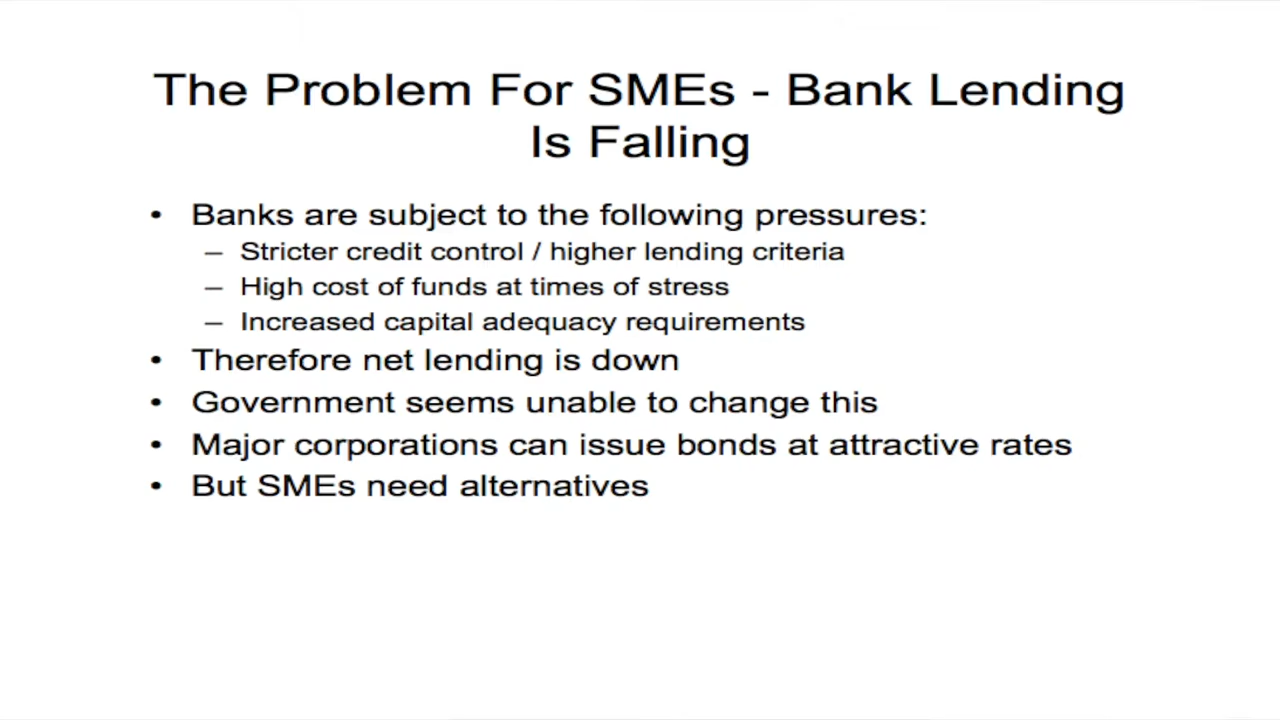 The Problem For SMEs - Bank Lending
Is Falling
• Banks are subject to the following pressures:
– Stricter credit control / higher lending criteria
– High cost of funds at times of stress
– Increased capital adequacy requirements
• Therefore net lending is down
• Government seems unable to change this
• Major corporations can issue bonds at attractive rates
• But SMEs need alternatives